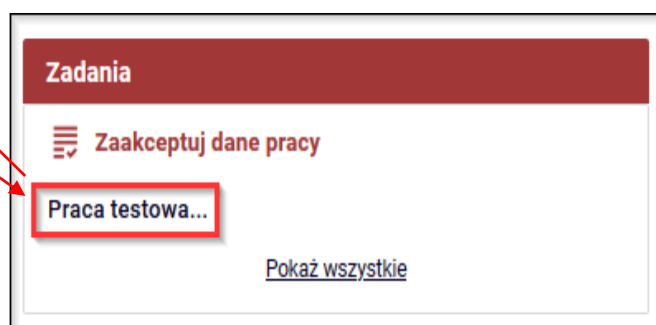 Zadania
Zaakceptuj dane pracy
Praca testowa...
Pokaż wszystkie